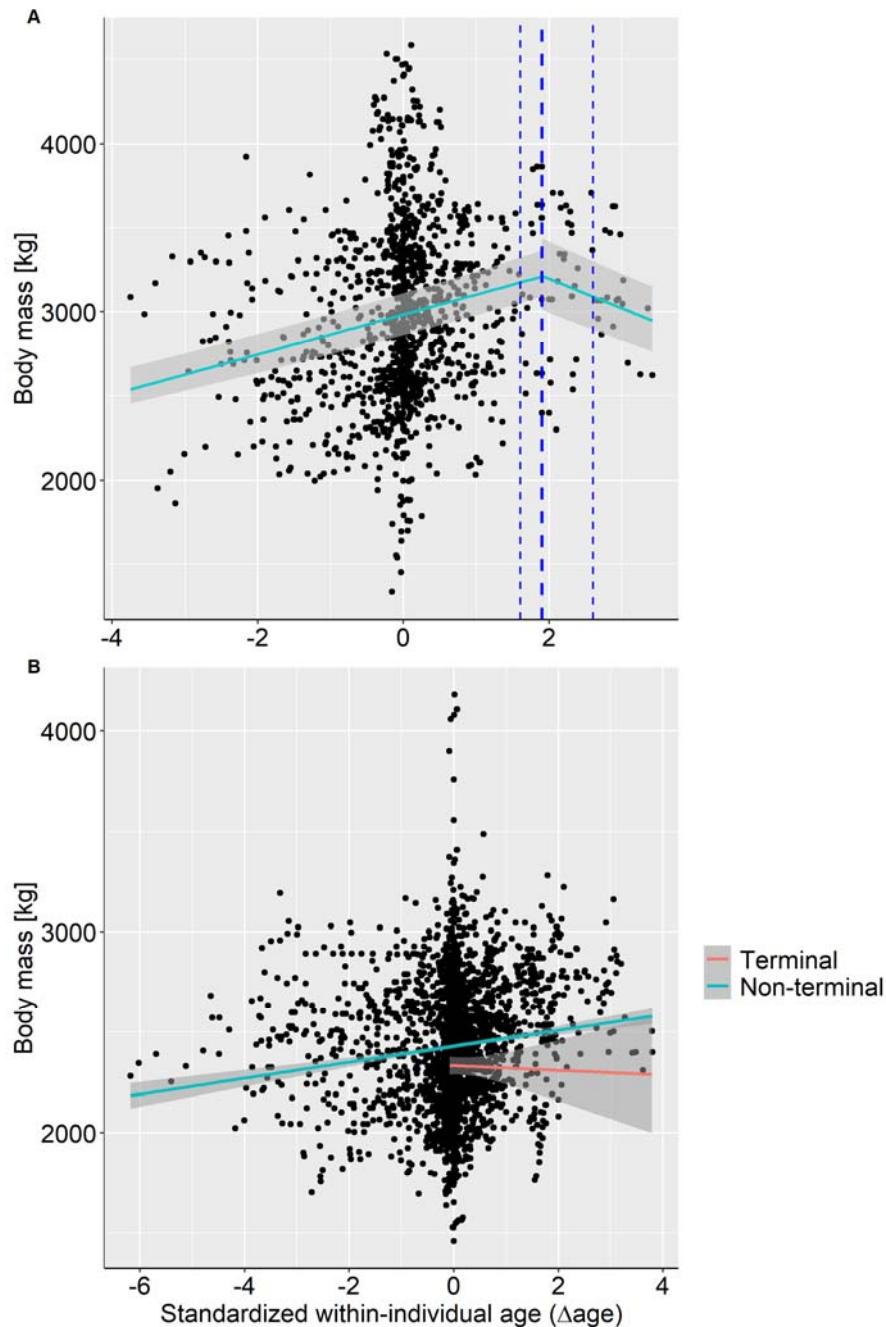 A
4000
3000
2000
Body mass [kg]
-4
-2
0
2
B
4000
3000
2000
Body mass [kg]
-6
-4
-2
0
2
4
Standardized within-individual age (Δage)
Terminal
Non-terminal